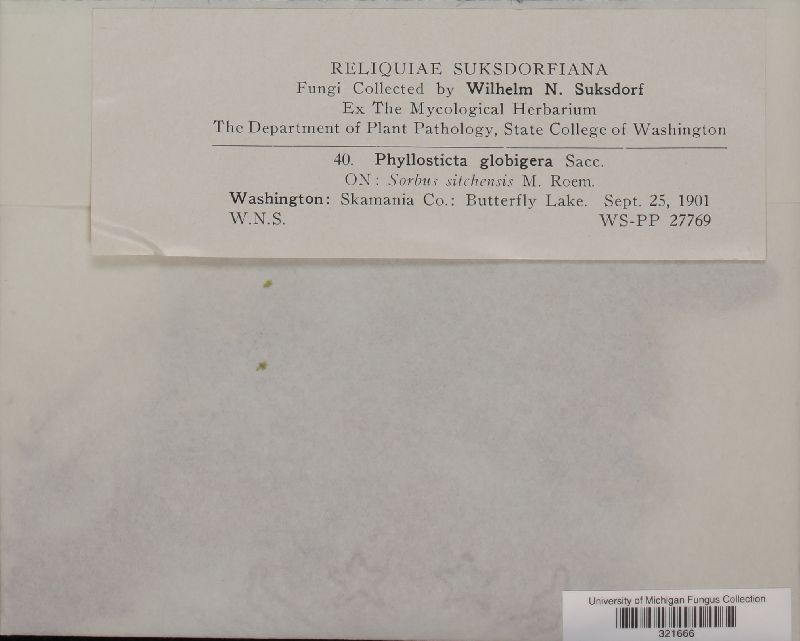 RELIQUIAE SUKSDORFIANA
Fungi Collected by Wilhelm N. Suksdorf
Ex The Mycological Herbarium
The Department of Plant Pathology, State College of Washington
40. Phyllosticta globigera Sacc.
ON: Sorbus sitchensis M. Roem.
Washington: Skamania Co.: Butterfly Lake. Sept. 25, 1901
W.N.S. WS-PP 27769
University of Michigan Fungus Collection
321666